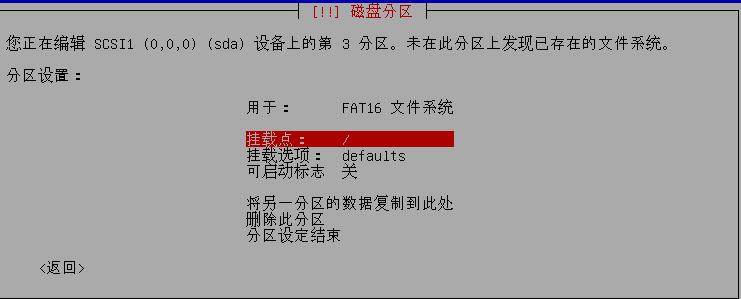 [!!] 磁盘分区
您正在编辑 SCSI1 (0,0,0) (sda) 设备上的第 3 分区。未在此分区上发现已存在的文件系统。
分区设置：
用于： FAT16 文件系统
挂载点： /
挂载选项： defaults
可启动标志 关
将另一分区的数据复制到此处
删除此分区
分区设定结束
<返回>